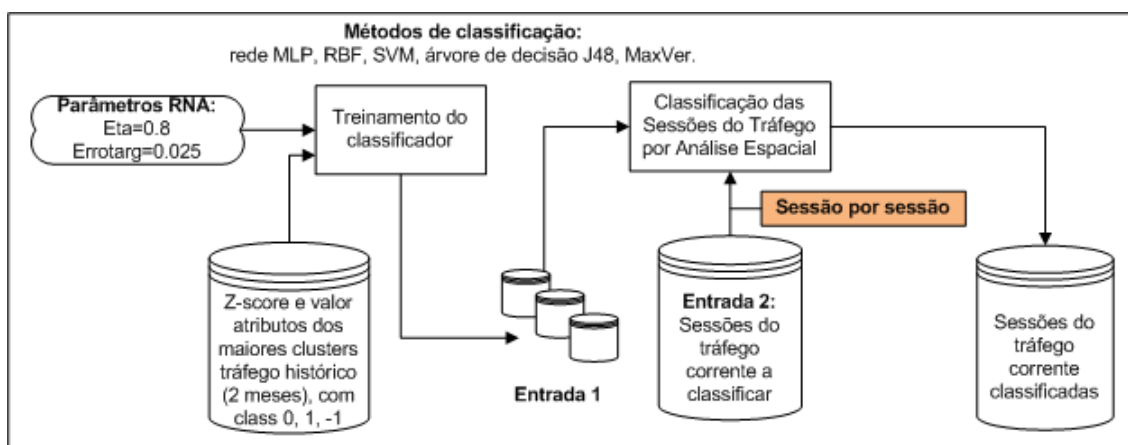 Métodos de classificação:
rede MLP, RBF, SVM, árvore de decisão J48, MaxVer.
Parâmetros RNA:
Eta=0.8
Errotarg=0.025
Treinamento do
classificador
Classificação das
Sessões do Tráfego
por Análise Espacial
Sessão por sessão
Z-score e valor
atributos dos
maiores clusters
tráfego histórico
(2 meses), com
class 0, 1, -1
Entrada 1
Entrada 2:
Sessões do
tráfego
corrente a
classificar
Sessões do
tráfego
corrente
classificadas